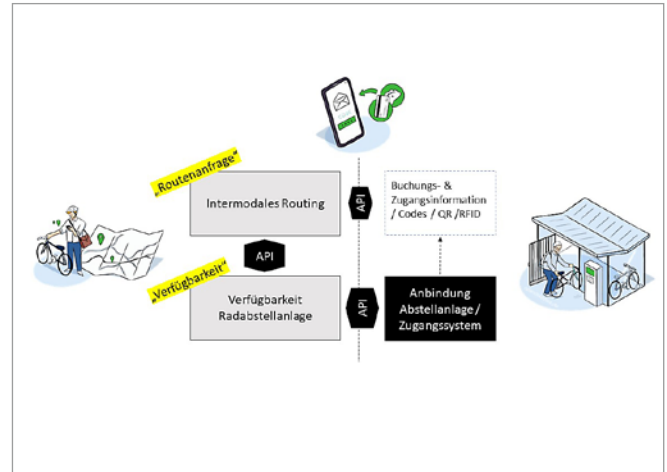 „Routenanfrage“
Intermodales Routing
API
Buchungs- &
Zugangsinformation
/ Codes / QR /RFID
API
„Verfügbarkeit“
Verfügbarkeit
Radabstellanlage
API
Anbindung
Abstellanlage/
Zugangssystem